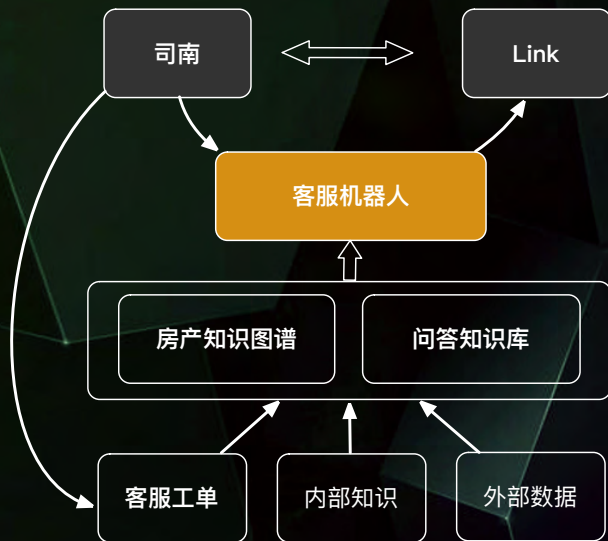 司南
Link
客服机器人
房产知识图谱
问答知识库
客服工单
内部知识
外部数据